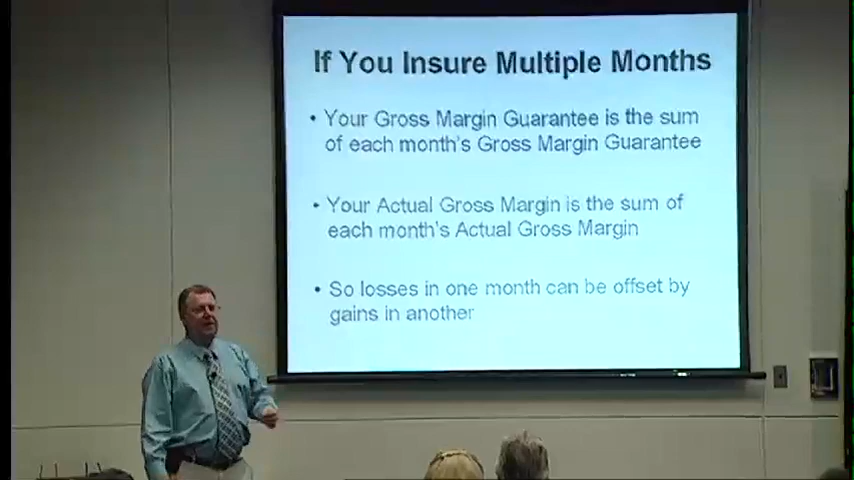 If You Insure Multiple Months
• Your Gross Margin Guarantee is the sum
of each month's Gross Margin Guarantee
• Your Actual Gross Margin is the sum of
each month's Actual Gross Margin
• So losses in one month can be offset by
gains in another